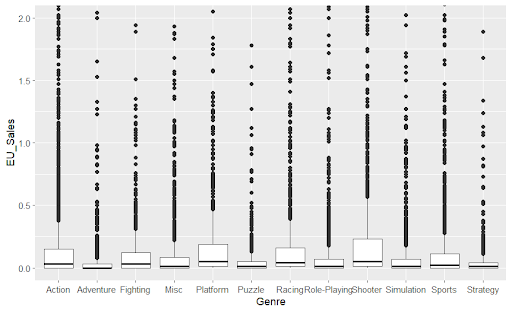 2.0
1.5
1.0
0.5
0.0
EU_Sales
Action Adventure Fighting Misc Platform Puzzle Racing Role-Playing Shooter Simulation Sports Strategy
Genre